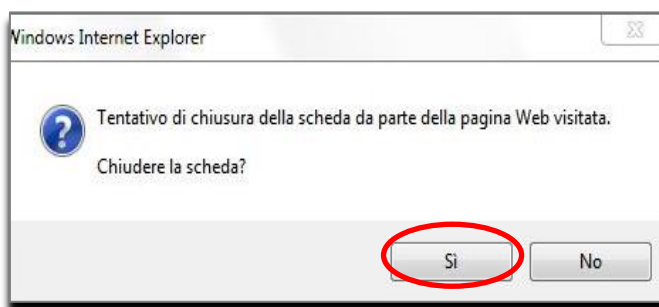 Windows Internet Explorer
Tentativo di chiusura della scheda da parte della pagina Web visitata.
Chiudere la scheda?
Sì No